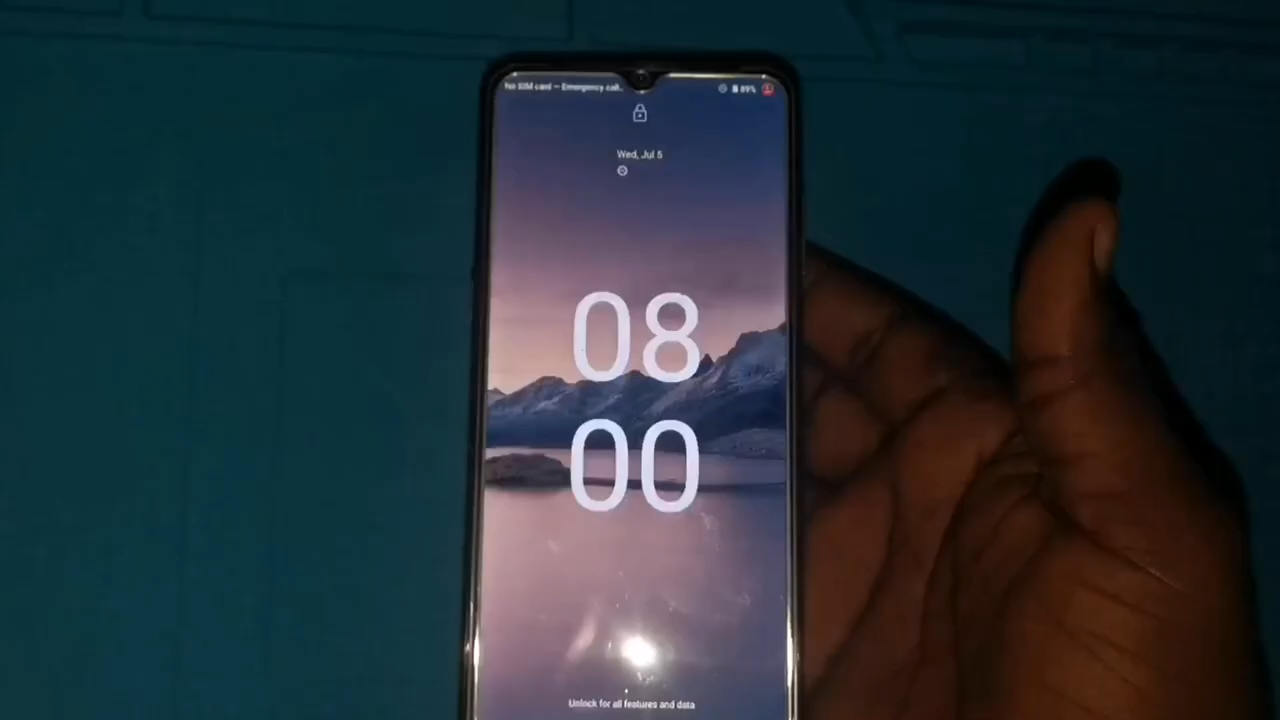 No SIM card — Emergency call..
89%
Wed, Jul 5
08
00
Unlock for all features and data